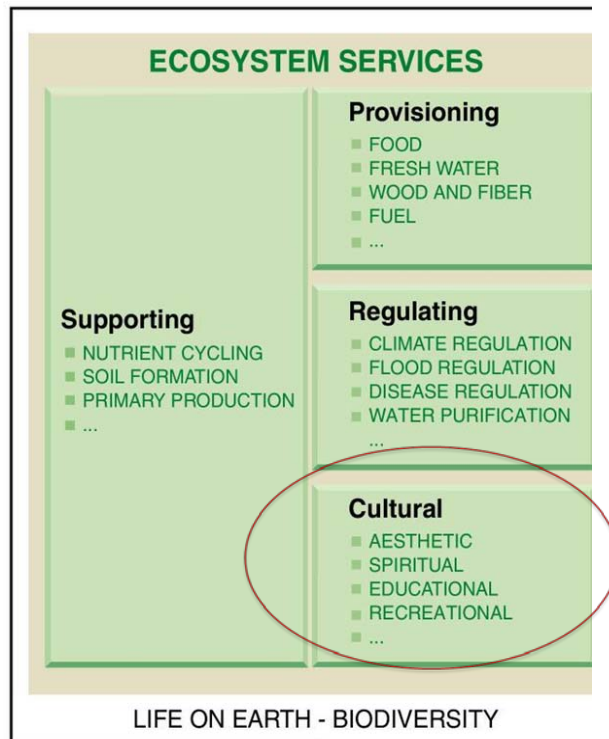 ECOSYSTEM SERVICES
Supporting
NUTRIENT CYCLING
SOIL FORMATION
PRIMARY PRODUCTION
...
Provisioning
FOOD
FRESH WATER
WOOD AND FIBER
FUEL
...
Regulating
CLIMATE REGULATION
FLOOD REGULATION
DISEASE REGULATION
WATER PURIFICATION
...
Cultural
AESTHETIC
SPIRITUAL
EDUCATIONAL
RECREATIONAL
...
LIFE ON EARTH - BIODIVERSITY